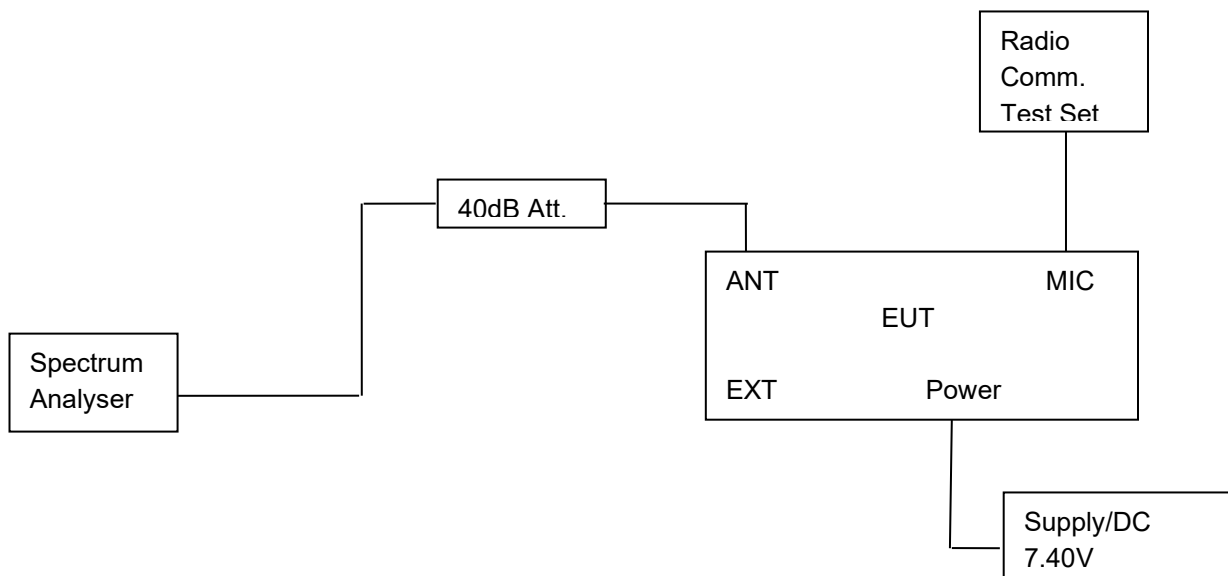 Radio
Comm.
Test Set
40dB Att.
ANT
MIC
EUT
EXT
Power
Spectrum
Analyser
Supply/DC
7.40V